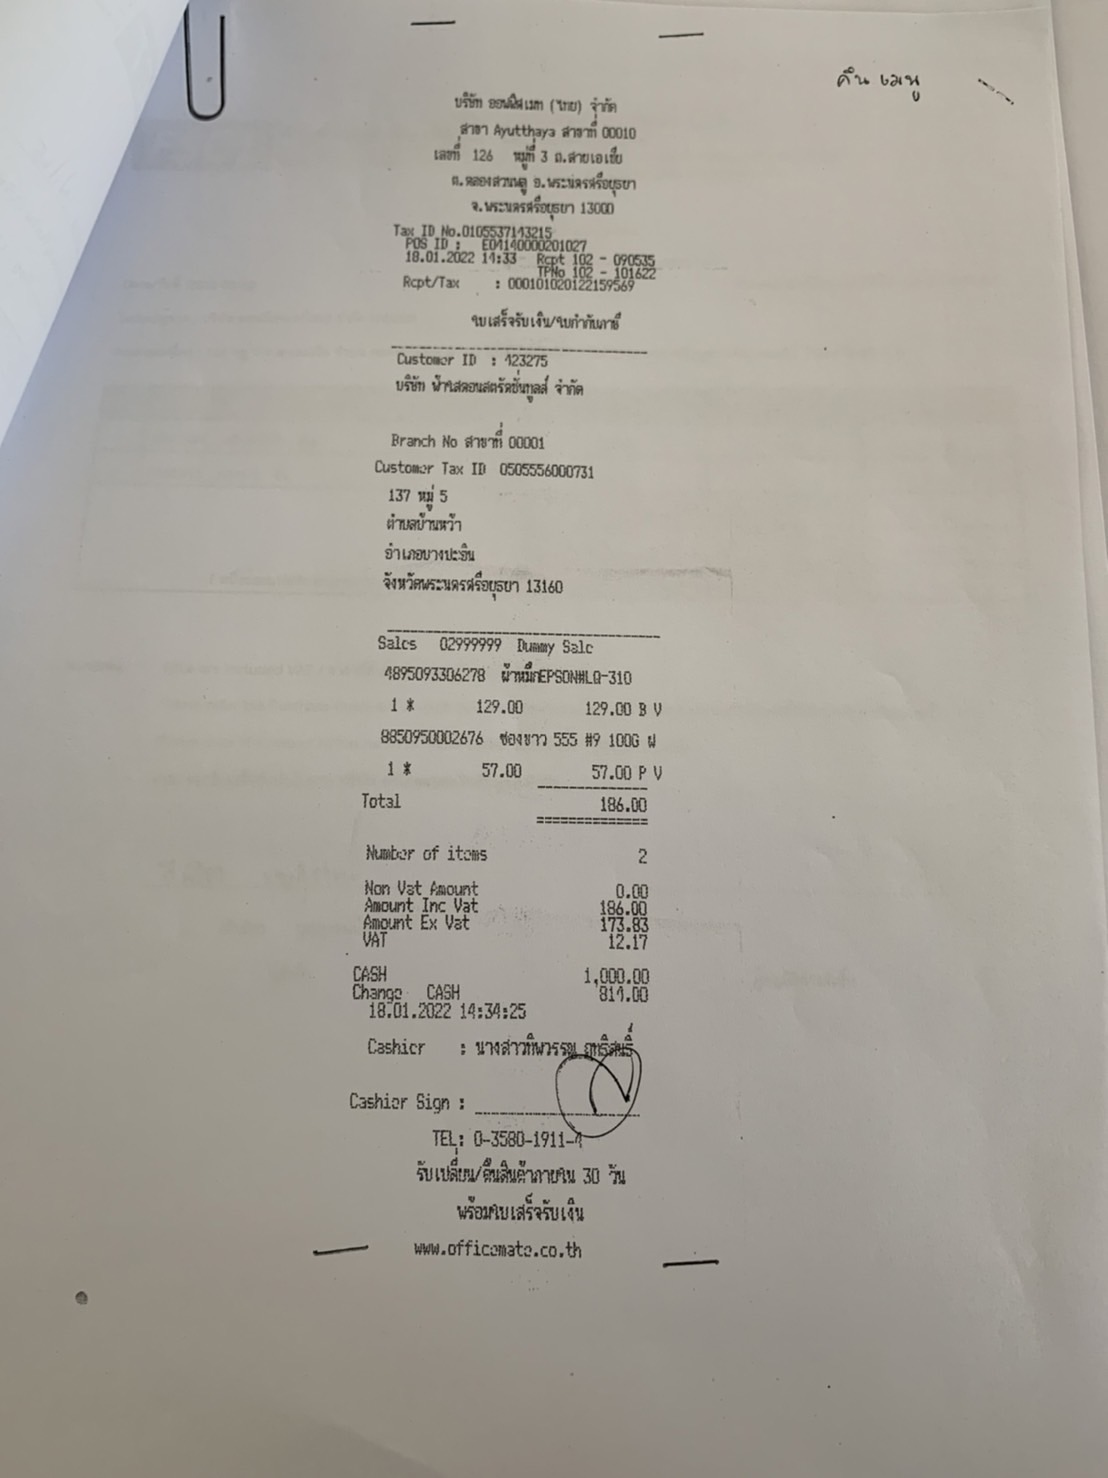 คืน เมนู
บริษัท ออฟฟิศเมท (ไทย) จำกัด
สาขา Ayutthaya สาขาที่ 00010
เลขที่ 126 หมู่ที่ 3 ถ.สายเอเซีย
ต.คลองสวนพลู อ.พระนครศรีอยุธยา
จ.พระนครศรีอยุธยา 13000
Tax ID No.0105537143215
POS ID : E04140000201027
18.01.2022 14:33 Rcpt 102 - 090535
TPNo 102 - 101622
Rcpt/Tax : 000101020122159569
ใบเสร็จรับเงิน/ใบกำกับภาษี
Customer ID : 423275
บริษัท ฟ้าใสคอนสตรัคชั่นทูลส์ จำกัด
Branch No สาขาที่ 00001
Customer Tax ID 0505556000731
137 หมู่ 5
ตำบลบ้านหว้า
อำเภอบางปะอิน
จังหวัดพระนครศรีอยุธยา 13160
Sales 02999999 Dummy Sale
4895093306278 ผ้าหมึกEPSON#LQ-310
1 * 129.00 129.00 B V
8850950002676 ซองขาว 555 #9 100G ฝ
1 * 57.00 57.00 P V
Total 186.00
Number of items 2
Non Vat Amount 0.00
Amount Inc Vat 186.00
Amount Ex Vat 173.83
VAT 12.17
CASH 1,000.00
Change CASH 814.00
18.01.2022 14:34:25
Cashier : นางสาวทิพวรรณ ฤทธิสนธิ์
Cashier Sign :
TEL: 0-3580-1911-4
รับเปลี่ยน/คืนสินค้าภายใน 30 วัน
พร้อมใบเสร็จรับเงิน
www.officemate.co.th